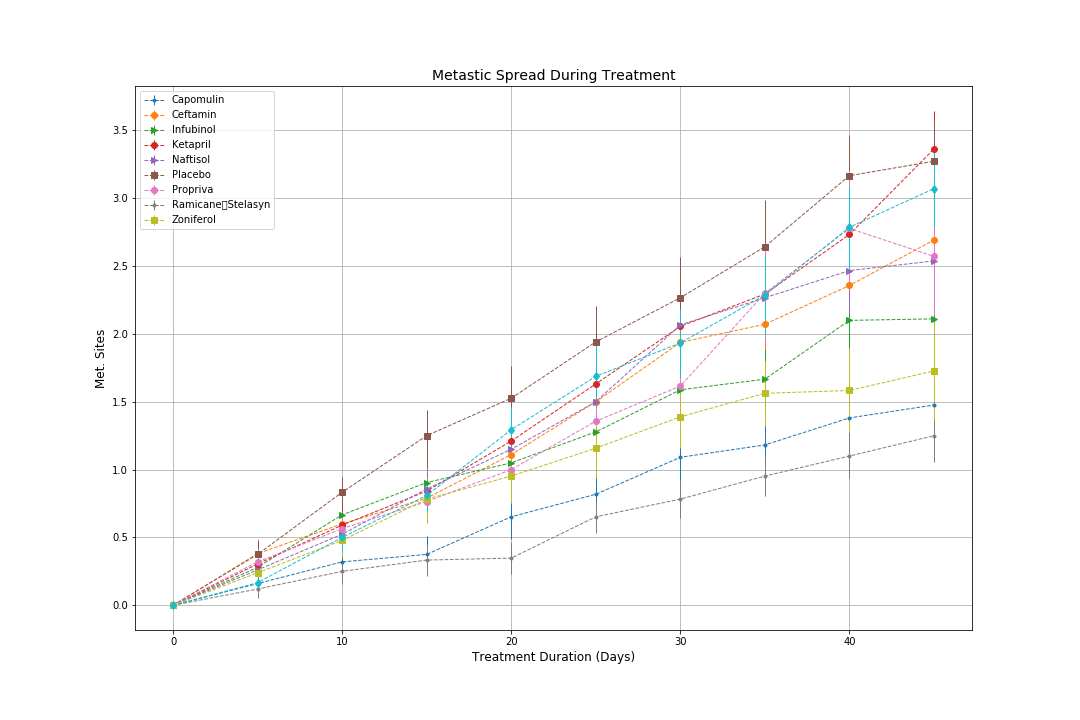 Metastic Spread During Treatment
Capomulin
Ceftamin
Infubinol
Ketapril
Naftisol
Placebo
Propriva
Ramicane▯Stelasyn
Zoniferol
3.5
3.0
2.5
2.0
1.5
1.0
0.5
0.0
Met. Sites
0 10 20 30 40
Treatment Duration (Days)